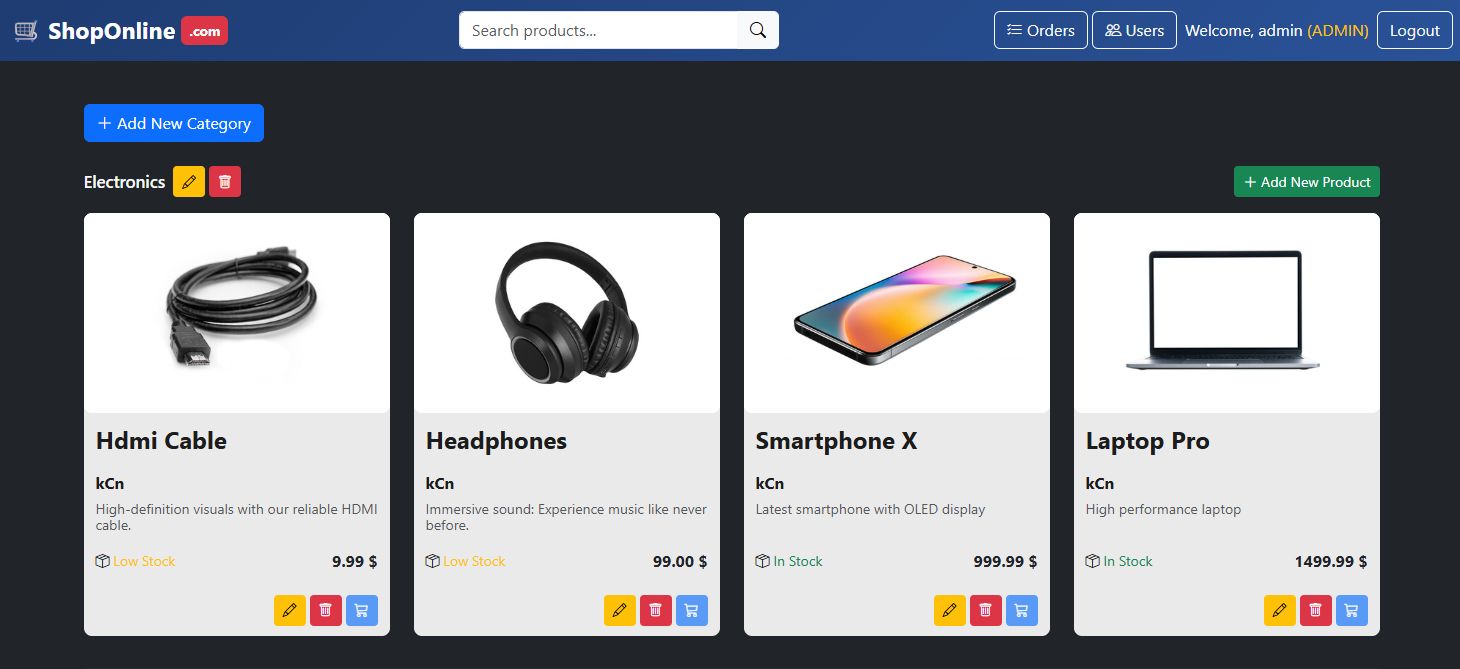 ShopOnline .com
Search products...
Orders
Users
Welcome, admin (ADMIN)
Logout
+ Add New Category
Electronics
+ Add New Product
Hdmi Cable
kCn
High-definition visuals with our reliable HDMI
cable.
Low Stock
9.99 $
Headphones
kCn
Immersive sound: Experience music like never
before.
Low Stock
99.00 $
Smartphone X
kCn
Latest smartphone with OLED display
In Stock
999.99 $
Laptop Pro
kCn
High performance laptop
In Stock
1499.99 $